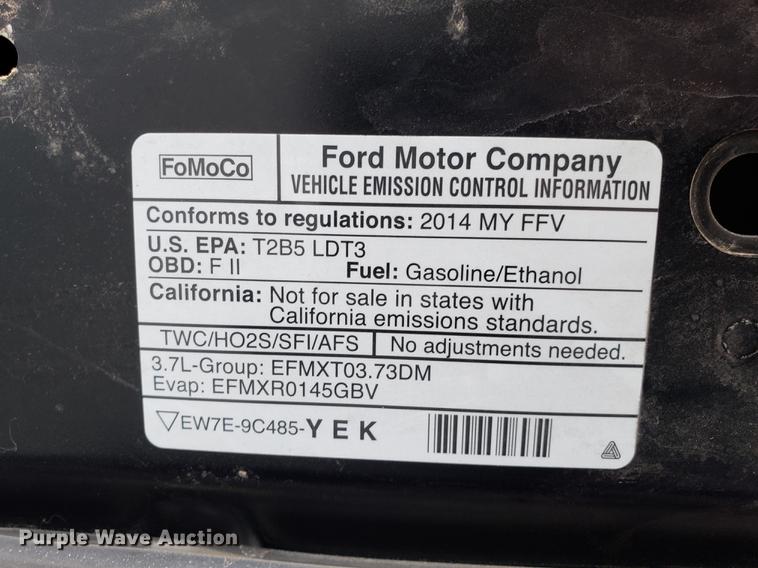 FoMoCo
Ford Motor Company
VEHICLE EMISSION CONTROL INFORMATION
Conforms to regulations: 2014 MY FFV
U.S. EPA: T2B5 LDT3
OBD: F II Fuel: Gasoline/Ethanol
California: Not for sale in states with
California emissions standards.
TWC/HO2S/SFI/AFS No adjustments needed.
3.7L-Group: EFMXT03.73DM
Evap: EFMXR0145GBV
EW7E-9C485-YEK
Purple Wave Auction